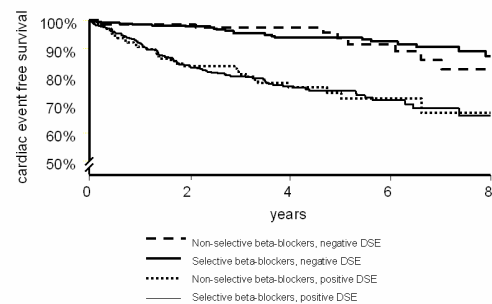 cardiac event free survival
100%
90%
80%
70%
60%
50%
0 2 4 6 8
years
Non-selective beta-blockers, negative DSE
Selective beta-blockers, negative DSE
Non-selective beta-blockers, positive DSE
Selective beta-blockers, positive DSE